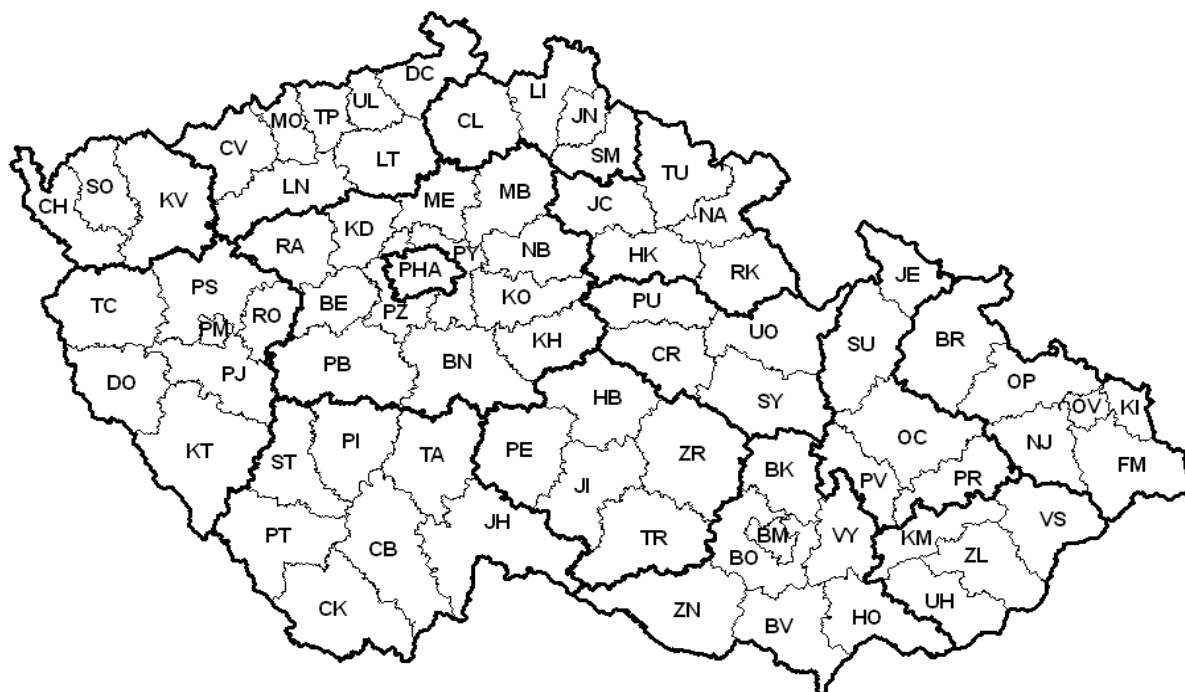 DC
LI
UL
JN
MO
TP
CL
CV
LT
SM
TU
SO
LN
CH
KV
ME
MB
JC
NA
KD
RA
PY
NB
HK
PHA
RK
JE
PS
KO
TC
BE
PZ
PU
RO
PM
UO
BR
KH
SU
CR
PB
BN
OP
DO
PJ
HB
SY
OV
KI
OC
NJ
KT
ST
PI
TA
PE
ZR
FM
BK
PV
PR
JI
JH
VS
PT
CB
TR
BM
VY
KM
BO
ZL
CK
UH
ZN
HO
BV